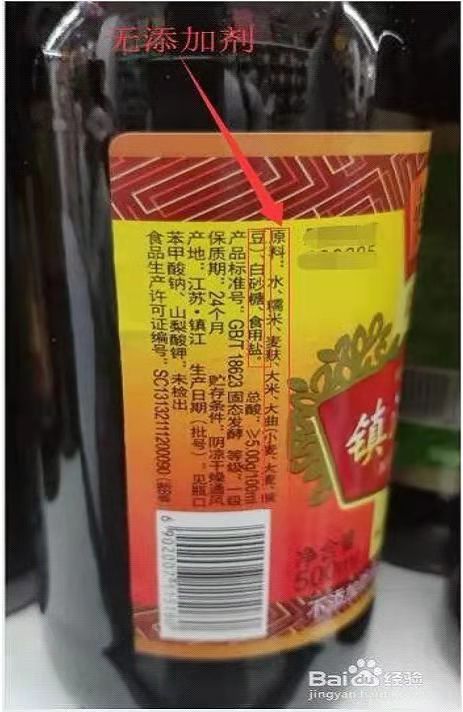 无添加剂
原料：水、糯米、麦麸、大米、大曲(小麦、大麦、豌
豆)、白砂糖、食用盐。
总酸：≥5.00g/100ml
产品标准号：GB/T 18623 固态发酵 等级：一级
保质期：24个月 贮存条件：阴凉干燥通风
产地：江苏·镇江 生产日期（批号）：见瓶口
苯甲酸钠、山梨酸钾：未检出
食品生产许可证编号：SC13132111200090
镇
净含量
500ml
不添加
Baidu经验
jingyan.baidu.com